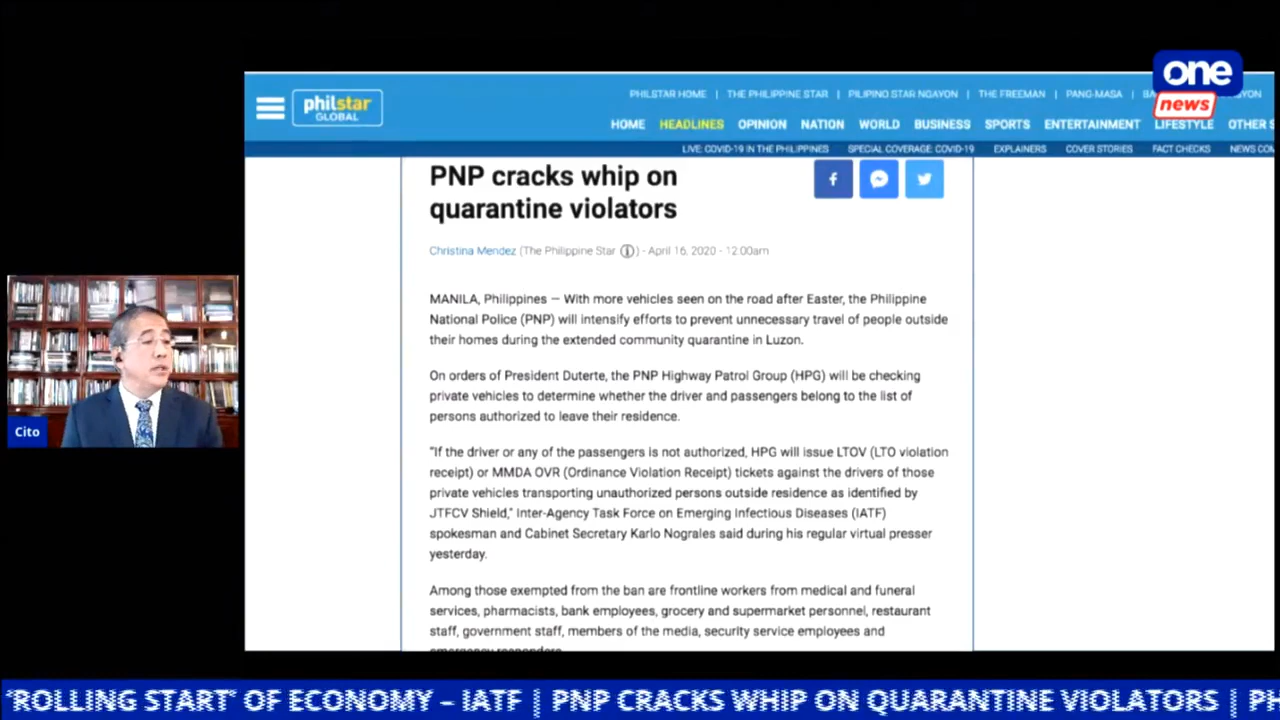 one
news
philstar
GLOBAL
PHILSTAR HOME | THE PHILIPPINE STAR | PILIPINO STAR NGAYON | THE FREEMAN | PANG-MASA |
HOME HEADLINES OPINION NATION WORLD BUSINESS SPORTS ENTERTAINMENT LIFESTYLE OTHER S
LIVE: COVID-19 IN THE PHILIPPINES SPECIAL COVERAGE: COVID-19 EXPLAINERS COVER STORIES FACT CHECKS NEWS COM
PNP cracks whip on
quarantine violators
Christina Mendez (The Philippine Star ) - April 16, 2020 - 12:00am
MANILA, Philippines — With more vehicles seen on the road after Easter, the Philippine
National Police (PNP) will intensify efforts to prevent unnecessary travel of people outside
their homes during the extended community quarantine in Luzon.
On orders of President Duterte, the PNP Highway Patrol Group (HPG) will be checking
private vehicles to determine whether the driver and passengers belong to the list of
persons authorized to leave their residence.
"If the driver or any of the passengers is not authorized, HPG will issue LTOV (LTO violation
receipt) or MMDA OVR (Ordinance Violation Receipt) tickets against the drivers of those
private vehicles transporting unauthorized persons outside residence as identified by
JTFCV Shield," Inter-Agency Task Force on Emerging Infectious Diseases (IATF)
spokesman and Cabinet Secretary Karlo Nograles said during his regular virtual presser
yesterday.
Among those exempted from the ban are frontline workers from medical and funeral
services, pharmacists, bank employees, grocery and supermarket personnel, restaurant
staff, government staff, members of the media, security service employees and
emergency responders
Cito
'ROLLING START' OF ECONOMY – IATF | PNP CRACKS WHIP ON QUARANTINE VIOLATORS | PH